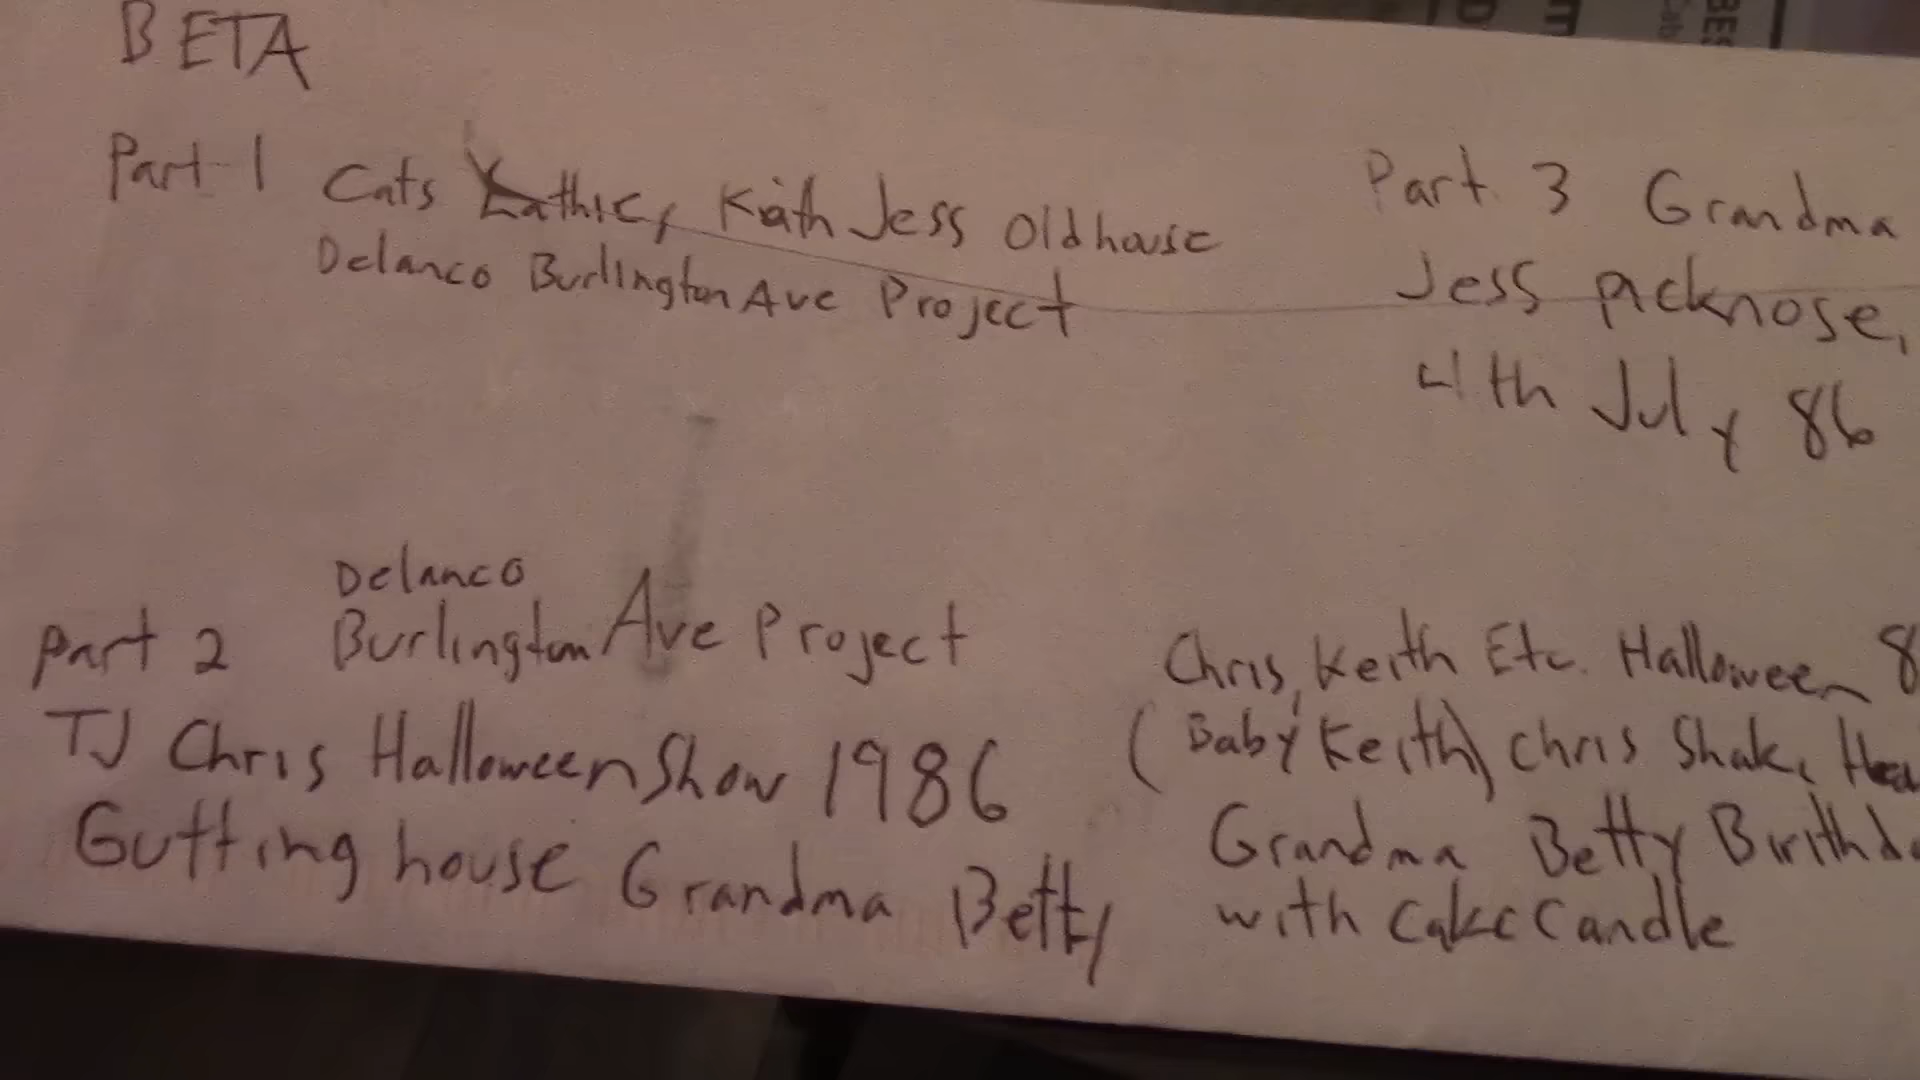 BETA
Part 1 Cats Kathie, Keith Jess Old house
Delanco Burlington Ave Project
Part 3 Grandma
Jess picknose,
4th July 86
Delanco
Part 2 Burlington Ave Project
TJ Chris Halloween Show 1986
Gutting house Grandma Betty
Chris, Keith Etc. Halloween 8
(Baby Keith) Chris Shake
Grandma Betty Birthd
with Cake Candle